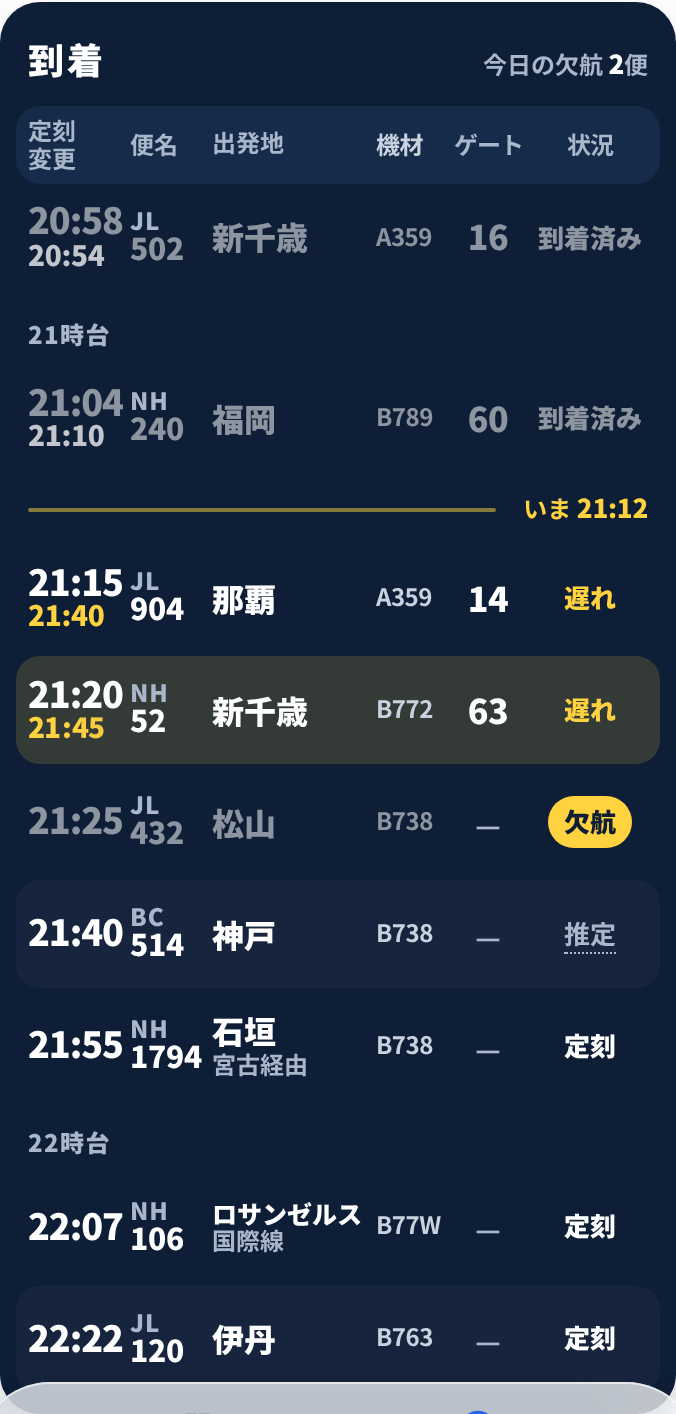 到着
今日の欠航 2便
定刻
変更
便名 出発地 機材 ゲート 状況
20:58 JL 502 新千歳 A359 16 到着済み
20:54
21時台
21:04 NH 240 福岡 B789 60 到着済み
21:10
いま 21:12
21:15 JL 904 那覇 A359 14 遅れ
21:40
21:20 NH 52 新千歳 B772 63 遅れ
21:45
21:25 JL 432 松山 B738 — 欠航
21:40 BC 514 神戸 B738 — 推定
21:55 NH 1794 石垣 B738 — 定刻
宮古経由
22時台
22:07 NH 106 ロサンゼルス B77W — 定刻
国際線
22:22 JL 120 伊丹 B763 — 定刻